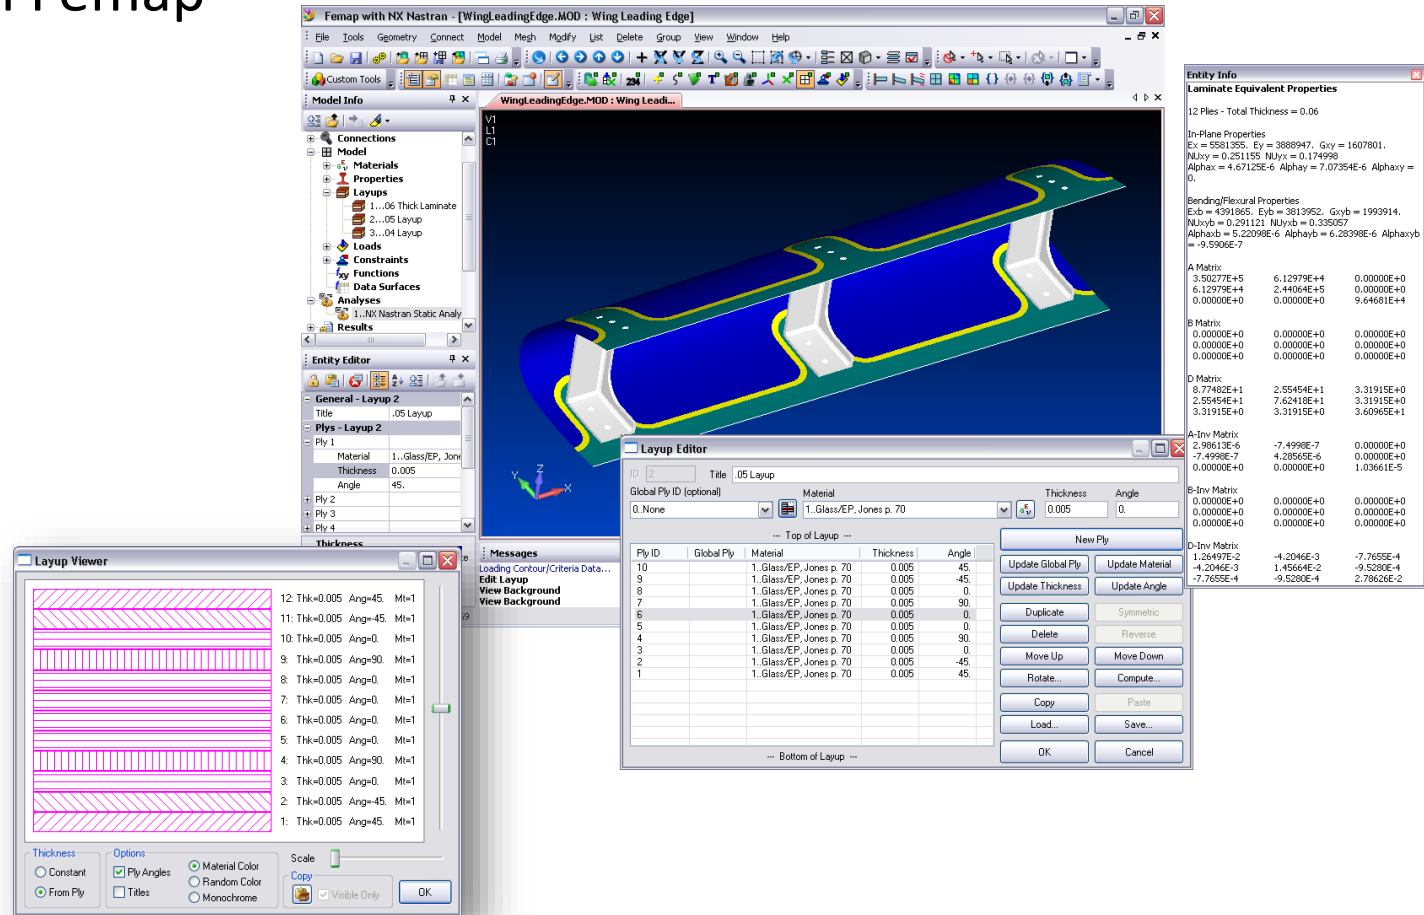 Femap
Femap with NX Nastran - [WingLeadingEdge.MOD : Wing Leading Edge]
File Tools Geometry Connect Model Mesh Modify List Delete Group View Window Help
Custom Tools
Model Info
WingLeadingEdge.MOD : Wing Leadi...
Connections
Model
Materials
Properties
Layups
1...06 Thick Laminate
2...05 Layup
3...04 Layup
Loads
Constraints
Functions
Data Surfaces
Analyses
1..NX Nastran Static Analy
Results
V1
L1
C1
Z
Y
X
Entity Editor
General - Layup 2
Title .05 Layup
Plys - Layup 2
Ply 1
Material 1..Glass/EP, Jone
Thickness 0.005
Angle 45.
Ply 2
Ply 3
Ply 4
Thickness
Messages
Loading Contour/Criteria Data...
Edit Layup
View Background
View Background
Entity Info
Laminate Equivalent Properties
12 Plies - Total Thickness = 0.06
In-Plane Properties
Ex = 5581355. Ey = 3888947. Gxy = 1607801.
NUxy = 0.251155 NUyx = 0.174998
Alphax = 4.67125E-6 Alphay = 7.07354E-6 Alphaxy =
0.
Bending/Flexural Properties
Exb = 4391865. Eyb = 3813952. Gxyb = 1993914.
NUxyb = 0.291121 NUyxb = 0.335057
Alphaxb = 5.22098E-6 Alphayb = 6.28398E-6 Alphaxyb
= -9.5906E-7
A Matrix
3.50277E+5 6.12979E+4 0.00000E+0
6.12979E+4 2.44064E+5 0.00000E+0
0.00000E+0 0.00000E+0 9.64681E+4
B Matrix
0.00000E+0 0.00000E+0 0.00000E+0
0.00000E+0 0.00000E+0 0.00000E+0
0.00000E+0 0.00000E+0 0.00000E+0
D Matrix
8.77482E+1 2.55454E+1 3.31915E+0
2.55454E+1 7.62418E+1 3.31915E+0
3.31915E+0 3.31915E+0 3.60965E+1
A-Inv Matrix
2.98613E-6 -7.4998E-7 0.00000E+0
-7.4998E-7 4.28565E-6 0.00000E+0
0.00000E+0 0.00000E+0 1.03661E-5
B-Inv Matrix
0.00000E+0 0.00000E+0 0.00000E+0
0.00000E+0 0.00000E+0 0.00000E+0
0.00000E+0 0.00000E+0 0.00000E+0
D-Inv Matrix
1.26497E-2 -4.2046E-3 -7.7655E-4
-4.2046E-3 1.45664E-2 -9.5280E-4
-7.7655E-4 -9.5280E-4 2.78626E-2
Layup Editor
ID 2 Title .05 Layup
Global Ply ID (optional) Material Thickness Angle
0..None 1..Glass/EP, Jones p. 70 0.005 0.
--- Top of Layup ---
Ply ID Global Ply Material Thickness Angle
10 1..Glass/EP, Jones p. 70 0.005 45.
9 1..Glass/EP, Jones p. 70 0.005 -45.
8 1..Glass/EP, Jones p. 70 0.005 0.
7 1..Glass/EP, Jones p. 70 0.005 90.
6 1..Glass/EP, Jones p. 70 0.005 0.
5 1..Glass/EP, Jones p. 70 0.005 0.
4 1..Glass/EP, Jones p. 70 0.005 90.
3 1..Glass/EP, Jones p. 70 0.005 0.
2 1..Glass/EP, Jones p. 70 0.005 -45.
1 1..Glass/EP, Jones p. 70 0.005 45.
--- Bottom of Layup ---
New Ply
Update Global Ply Update Material
Update Thickness Update Angle
Duplicate Symmetric
Delete Reverse
Move Up Move Down
Rotate... Compute...
Copy Paste
Load... Save...
OK Cancel
Layup Viewer
12: Thk=0.005 Ang=45. Mt=1
11: Thk=0.005 Ang=-45. Mt=1
10: Thk=0.005 Ang=0. Mt=1
9: Thk=0.005 Ang=90. Mt=1
8: Thk=0.005 Ang=0. Mt=1
7: Thk=0.005 Ang=0. Mt=1
6: Thk=0.005 Ang=0. Mt=1
5: Thk=0.005 Ang=0. Mt=1
4: Thk=0.005 Ang=90. Mt=1
3: Thk=0.005 Ang=0. Mt=1
2: Thk=0.005 Ang=-45. Mt=1
1: Thk=0.005 Ang=45. Mt=1
Thickness
Constant
From Ply
Options
Ply Angles
Titles
Material Color
Random Color
Monochrome
Scale
Copy
Visible Only
OK